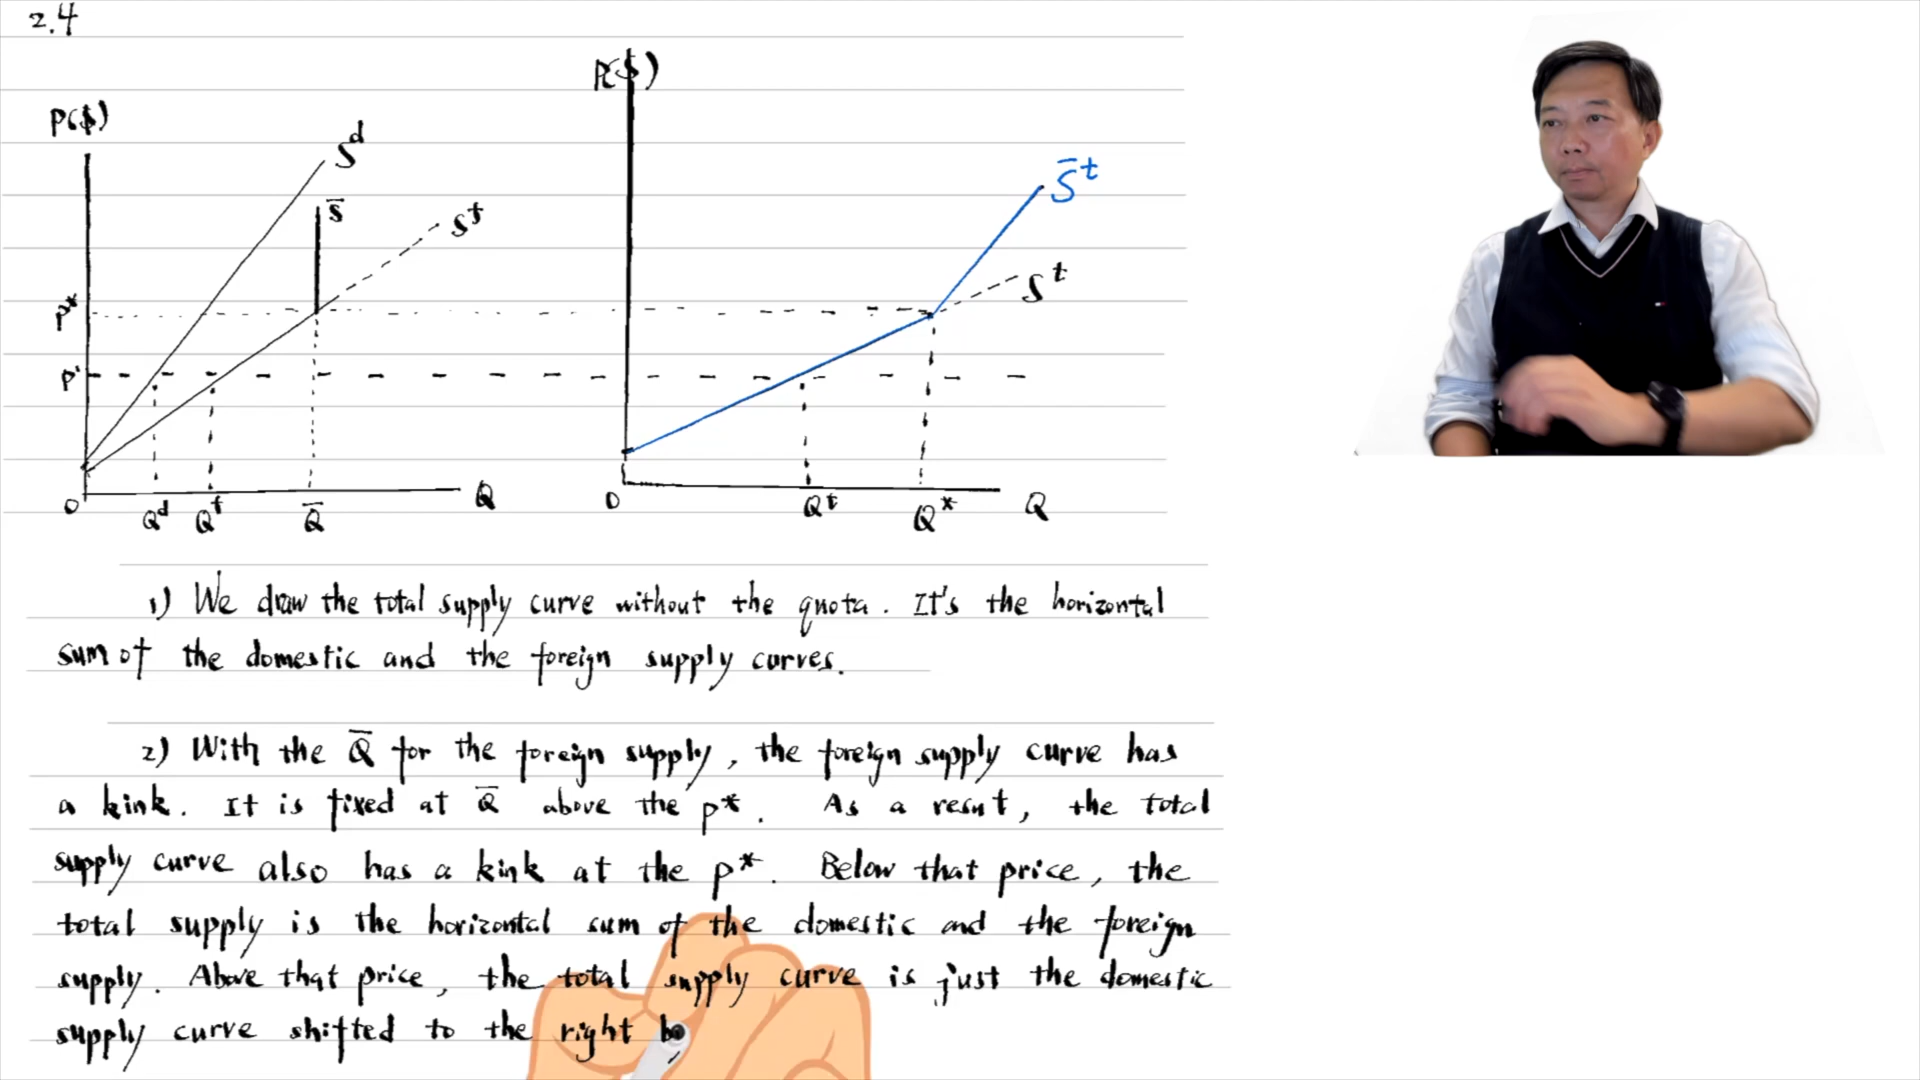 2.4
P($)
P($)
S^d
S̄^t
S̄
S^f
S^t
P*
P'
0
Q^d
Q^f
Q̄
Q
0
Q^t
Q*
Q
1) We draw the total supply curve without the quota. It's the horizontal
sum of the domestic and the foreign supply curves.
2) With the Q̄ for the foreign supply, the foreign supply curve has
a kink. It is fixed at Q̄ above the p*. As a resut, the total
supply curve also has a kink at the p*. Below that price, the
total supply is the horizontal sum of the domestic and the foreign
supply. Above that price, the total supply curve is just the domestic
supply curve shifted to the right b